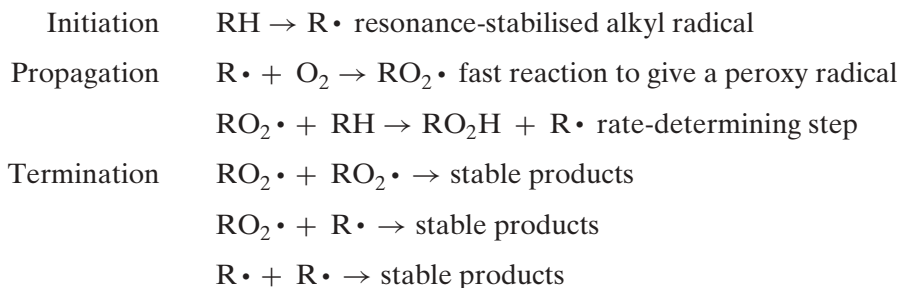 Initiation RH → R• resonance-stabilised alkyl radical
Propagation R• + O₂ → RO₂• fast reaction to give a peroxy radical
RO₂• + RH → RO₂H + R• rate-determining step
Termination RO₂• + RO₂• → stable products
RO₂• + R• → stable products
R• + R• → stable products